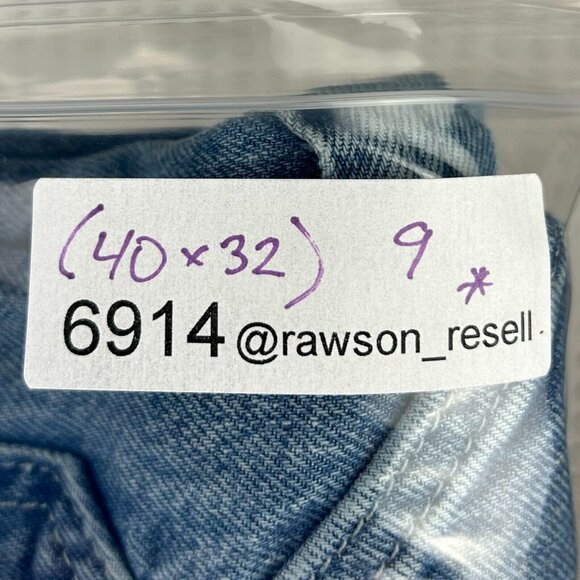 (40 x 32) 9 *
6914 @rawson_resell.